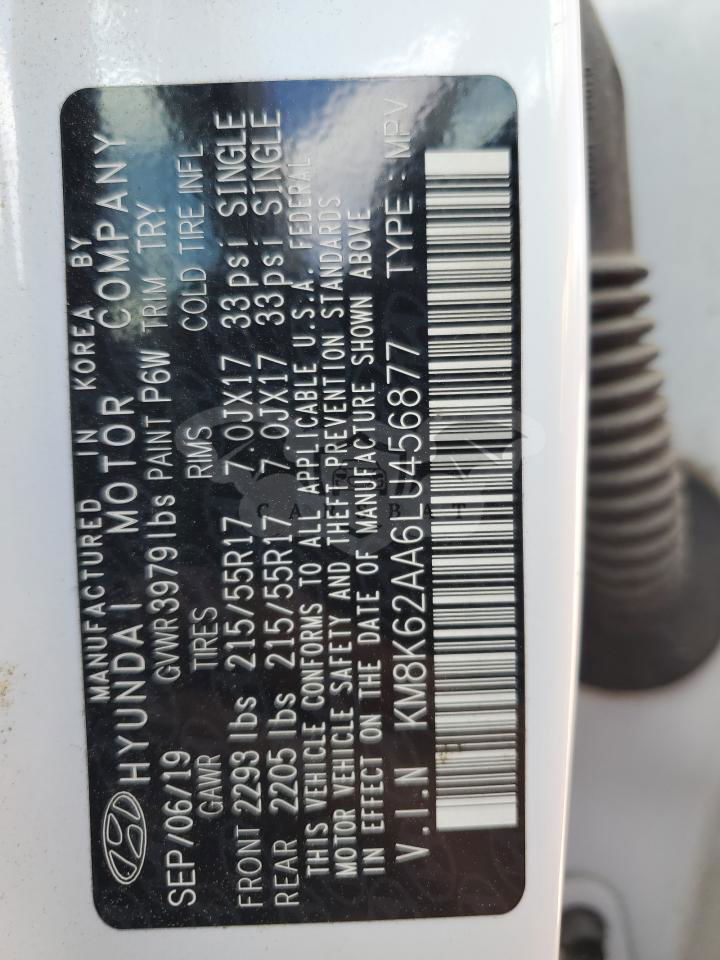 MANUFACTURED IN KOREA BY
HYUNDAI MOTOR COMPANY
SEP/06/19 GVWR3979lbs PAINT P6W TRIM TRY
GAWR TIRES RIMS COLD TIRE INFL
FRONT 2293 lbs 215/55R17 7.0JX17 33psi SINGLE
REAR 2205 lbs 215/55R17 7.0JX17 33psi SINGLE
THIS VEHICLE CONFORMS TO ALL APPLICABLE U.S.A. FEDERAL
MOTOR VEHICLE SAFETY AND THEFT PREVENTION STANDARDS
IN EFFECT ON THE DATE OF MANUFACTURE SHOWN ABOVE
V.I.N KM8K62AA6LU456877 TYPE : MPV